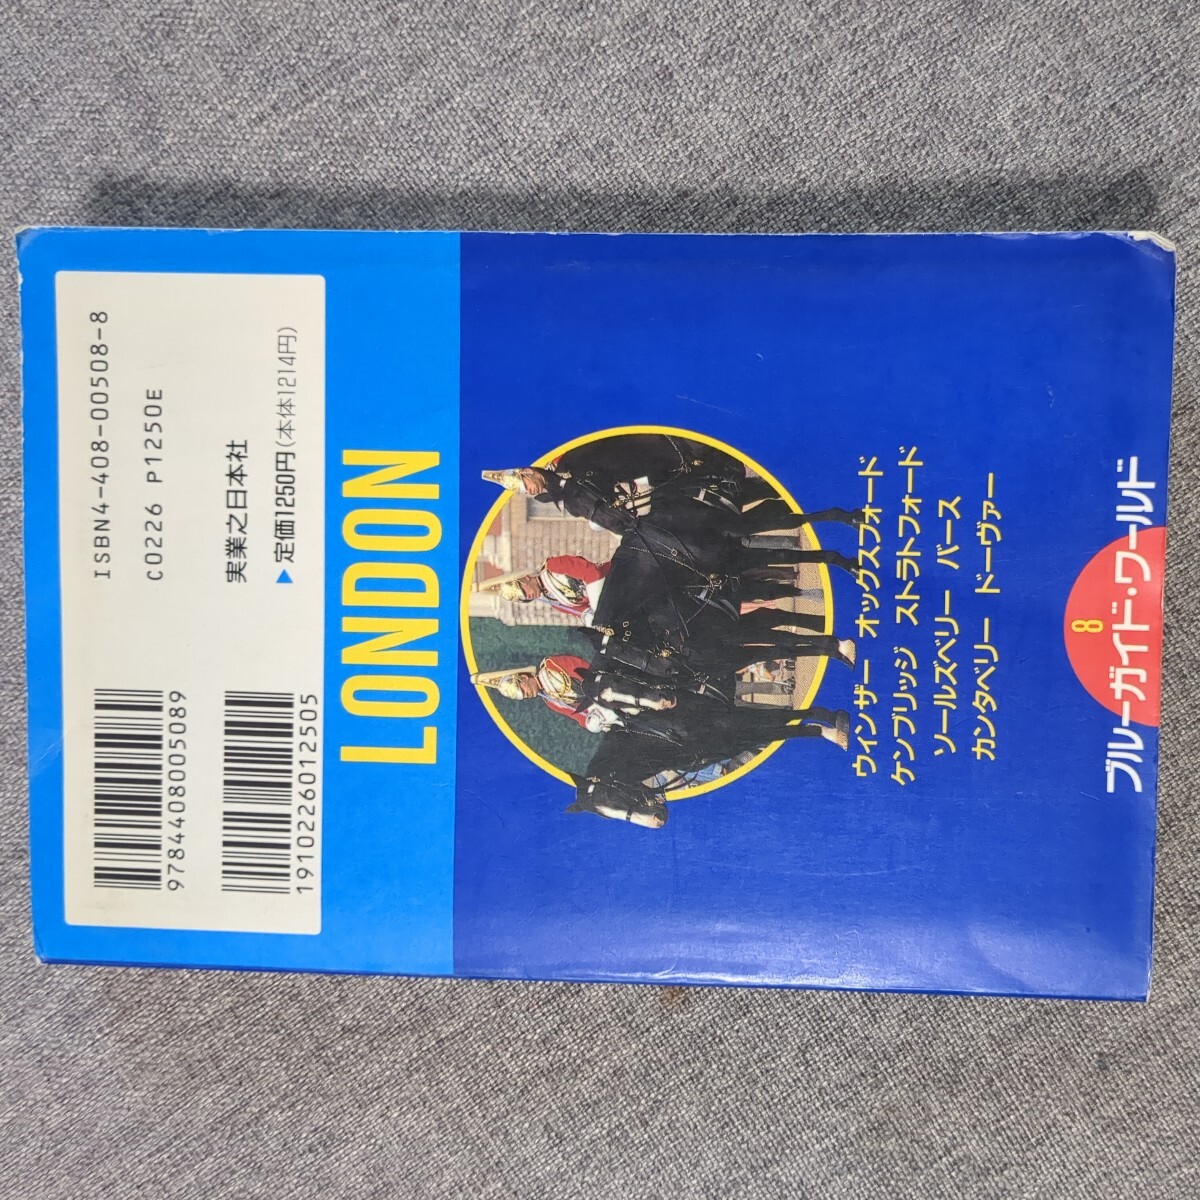 9784408005089
1910226012505
ISBN4-408-00508-8
C0226 P1250E
実業之日本社
▶定価1250円(本体1214円)
LONDON
ウィンザー オックスフォード
ケンブリッジ ストラトフォード
ソールズベリー バース
カンタベリー ドーヴァー
8
ブルーガイド・ワールド